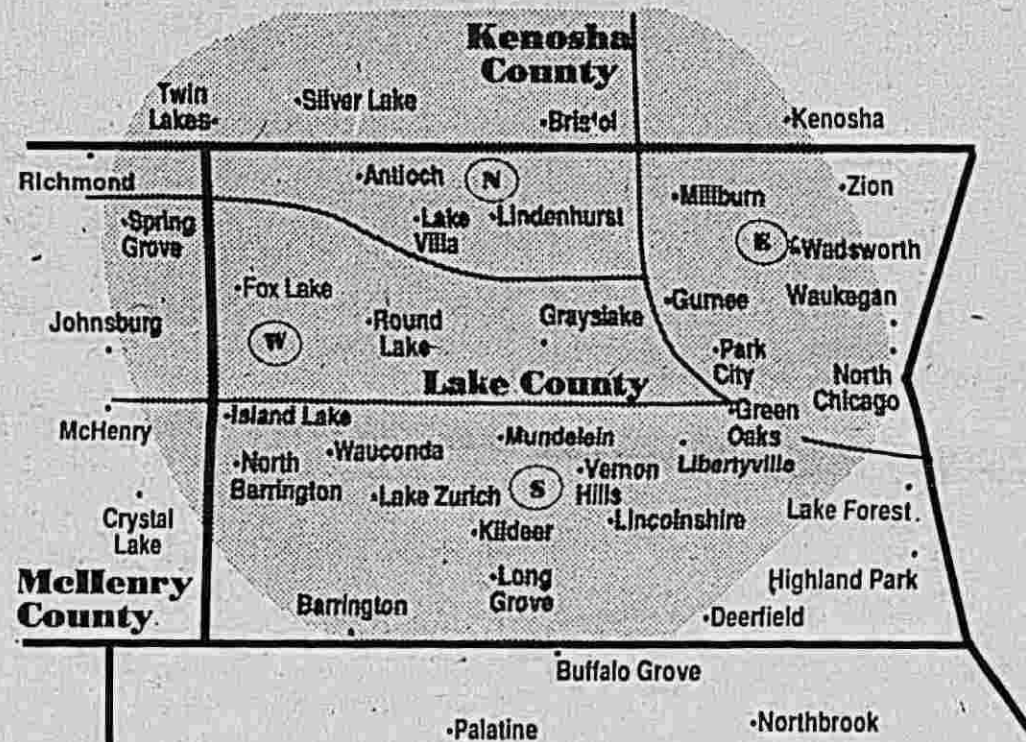 Kenosha
County
Twin
Lakes
Silver Lake
Bristol
Kenosha
Richmond
Antioch
N
Millburn
Zion
Spring
Grove
Lake
Villa
Lindenhurst
E
Wadsworth
Fox Lake
Gurnee
Waukegan
Johnsburg
Round
Lake
Grayslake
W
Park
City
North
Chicago
Lake County
Green
Oaks
Island Lake
McHenry
Wauconda
Mundelein
Libertyville
North
Barrington
Lake Zurich
S
Vernon
Hills
Lincolnshire
Lake Forest
Crystal
Lake
Kildeer
McHenry
County
Long
Grove
Highland Park
Barrington
Deerfield
Buffalo Grove
Palatine
Northbrook